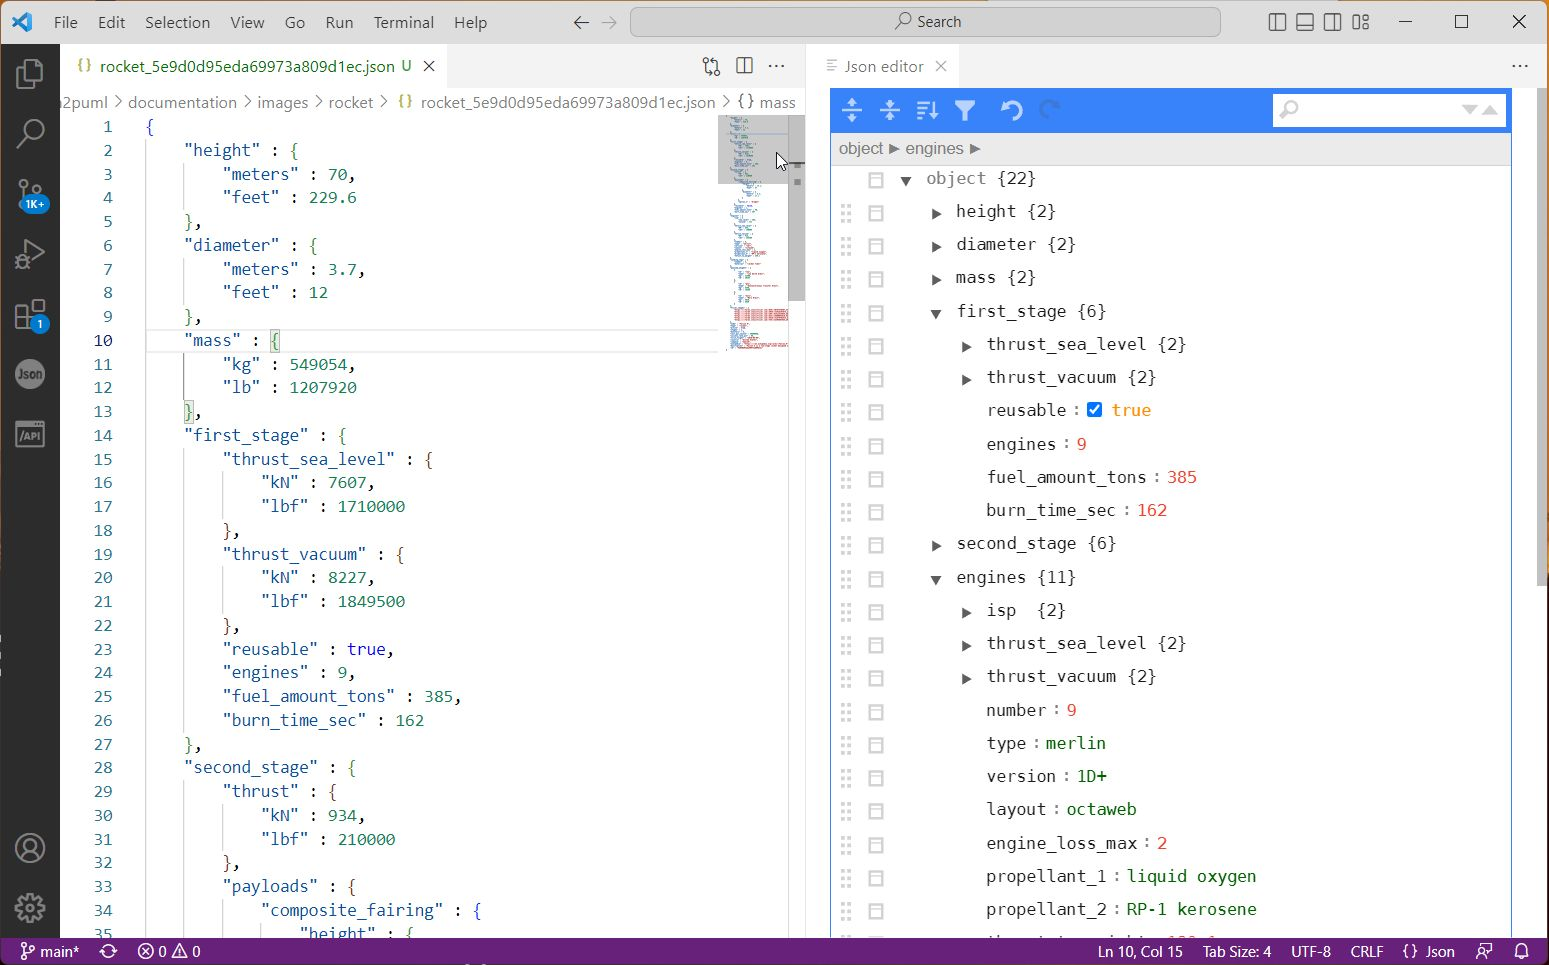 File Edit Selection View Go Run Terminal Help Search
rocket_5e9d0d95eda69973a809d1ec.json U
2puml > documentation > images > rocket > {} rocket_5e9d0d95eda69973a809d1ec.json > {} mass
1 {
2 "height" : {
3 "meters" : 70,
4 "feet" : 229.6
5 },
6 "diameter" : {
7 "meters" : 3.7,
8 "feet" : 12
9 },
10 "mass" : {
11 "kg" : 549054,
12 "lb" : 1207920
13 },
14 "first_stage" : {
15 "thrust_sea_level" : {
16 "kN" : 7607,
17 "lbf" : 1710000
18 },
19 "thrust_vacuum" : {
20 "kN" : 8227,
21 "lbf" : 1849500
22 },
23 "reusable" : true,
24 "engines" : 9,
25 "fuel_amount_tons" : 385,
26 "burn_time_sec" : 162
27 },
28 "second_stage" : {
29 "thrust" : {
30 "kN" : 934,
31 "lbf" : 210000
32 },
33 "payloads" : {
34 "composite_fairing" : {
35 "height" : {
1K+
1
Json
/API
Json editor
object ▶ engines ▶
object {22}
height {2}
diameter {2}
mass {2}
first_stage {6}
thrust_sea_level {2}
thrust_vacuum {2}
reusable : true
engines : 9
fuel_amount_tons : 385
burn_time_sec : 162
second_stage {6}
engines {11}
isp {2}
thrust_sea_level {2}
thrust_vacuum {2}
number : 9
type : merlin
version : 1D+
layout : octaweb
engine_loss_max : 2
propellant_1 : liquid oxygen
propellant_2 : RP-1 kerosene
main* 0 0 Ln 10, Col 15 Tab Size: 4 UTF-8 CRLF {} Json